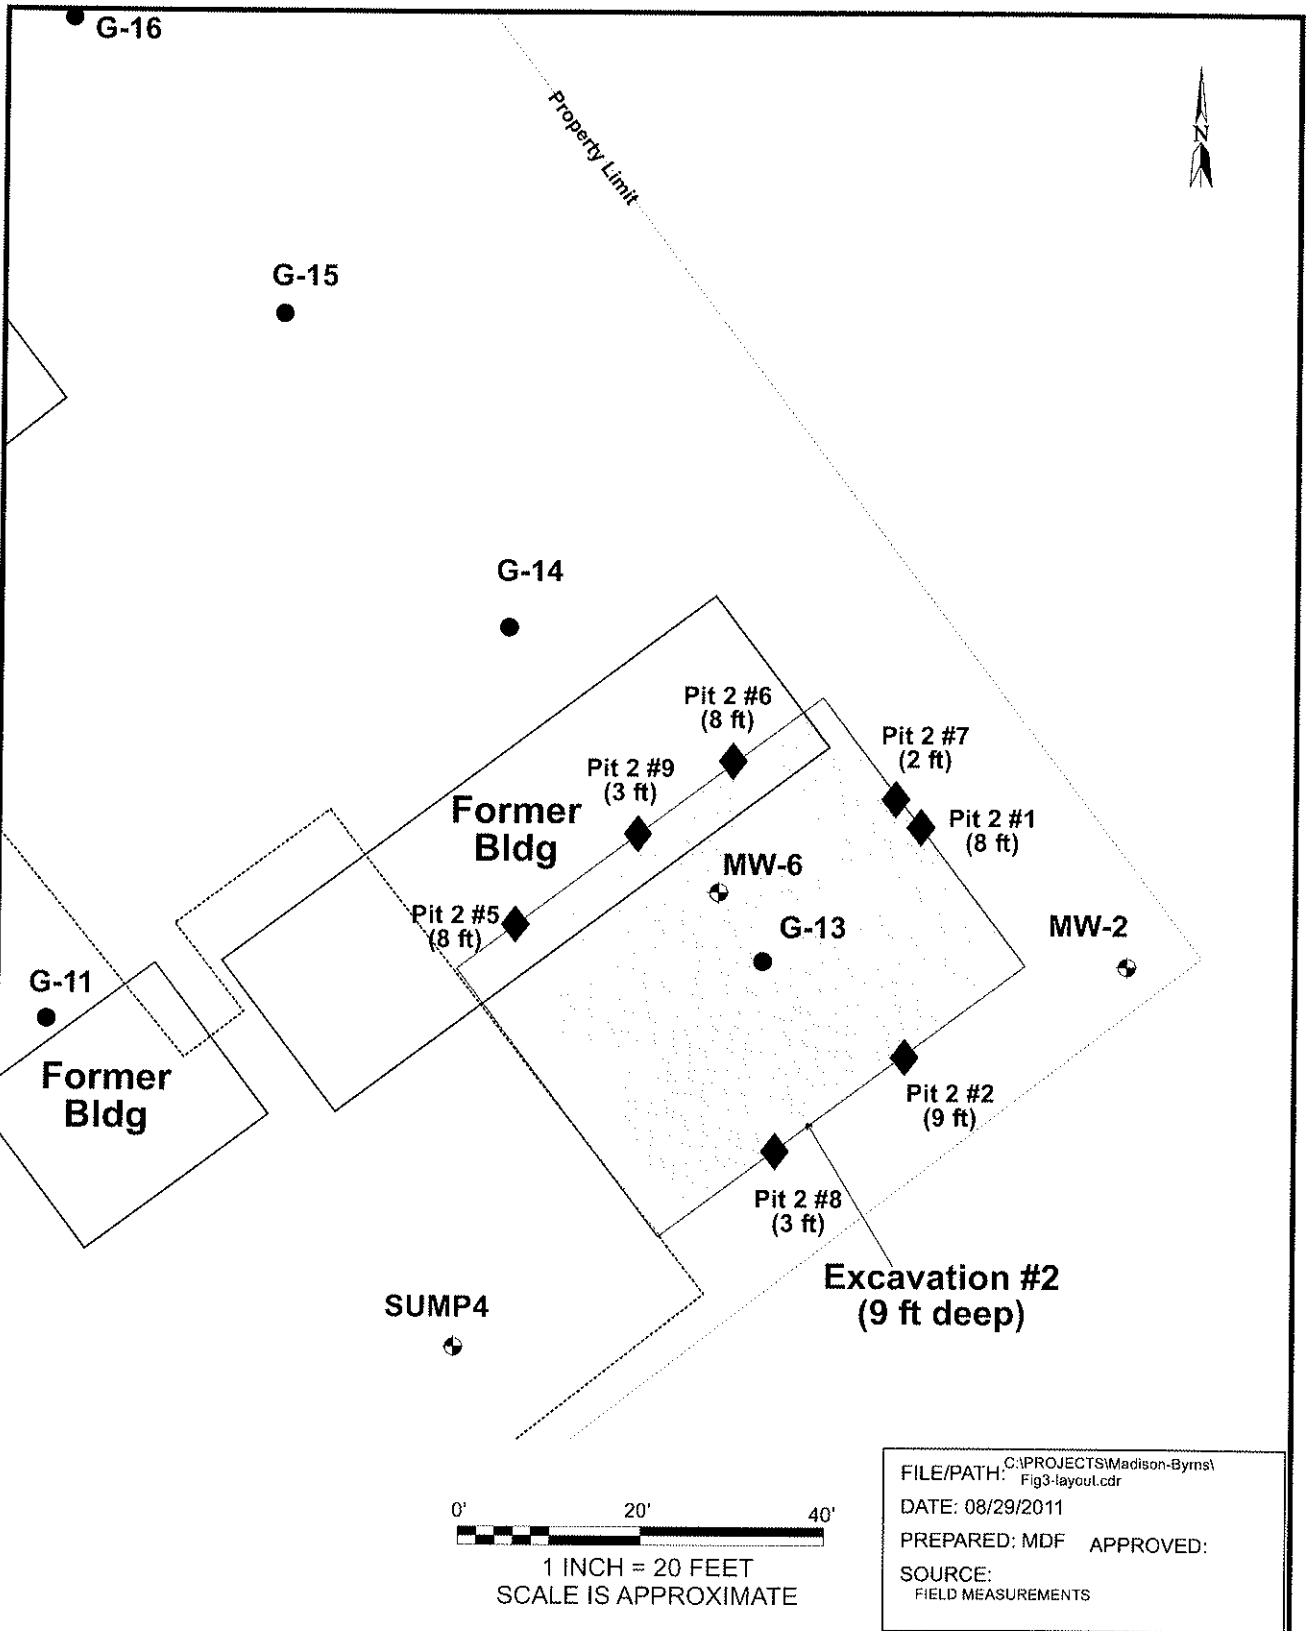 G-16
Property Limit
N
G-15
G-14
Pit 2 #6
(8 ft)
Pit 2 #7
(2 ft)
Pit 2 #9
(3 ft)
Former
Bldg
Pit 2 #1
(8 ft)
MW-6
Pit 2 #5
(8 ft)
G-13
MW-2
G-11
Former
Bldg
Pit 2 #2
(9 ft)
Pit 2 #8
(3 ft)
Excavation #2
(9 ft deep)
SUMP4
0' 20' 40'
1 INCH = 20 FEET
SCALE IS APPROXIMATE
FILE/PATH: C:\PROJECTS\Madison-Byrns\
Fig3-layout.cdr
DATE: 08/29/2011
PREPARED: MDF APPROVED:
SOURCE:
FIELD MEASUREMENTS